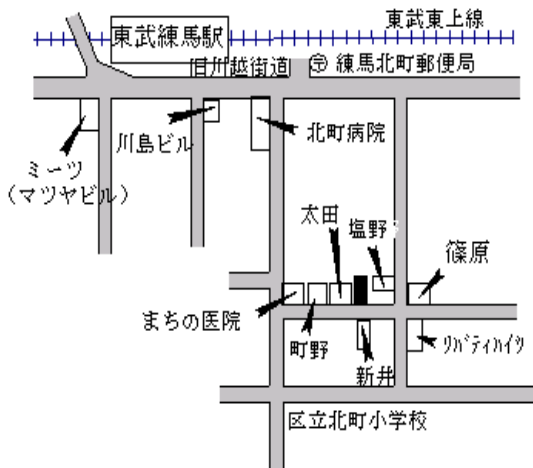 東武東上線
東武練馬駅
旧川越街道
〒 練馬北町郵便局
川島ビル
北町病院
ミーツ
(マツヤビル)
太田
塩野
篠原
まちの医院
町野
新井
リバティハイツ
区立北町小学校